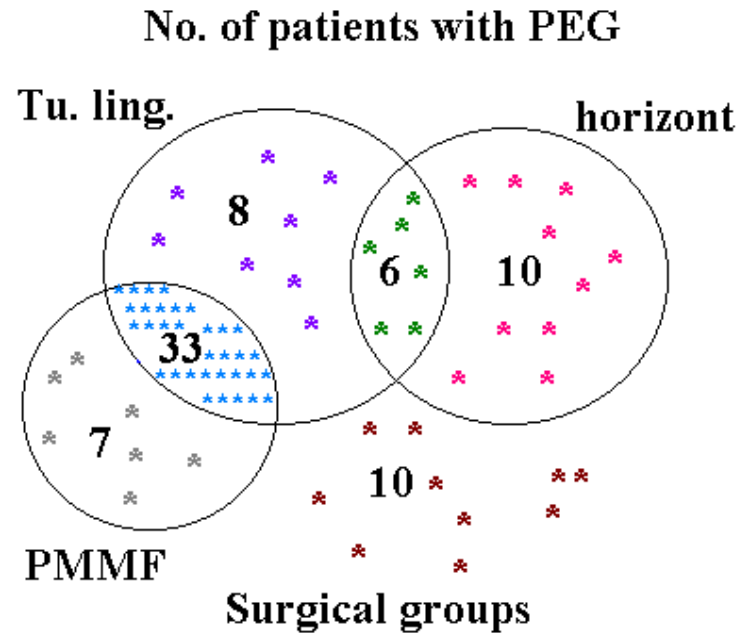 No. of patients with PEG
Tu. ling.
horizont
8
6
10
33
7
10
PMMF
Surgical groups